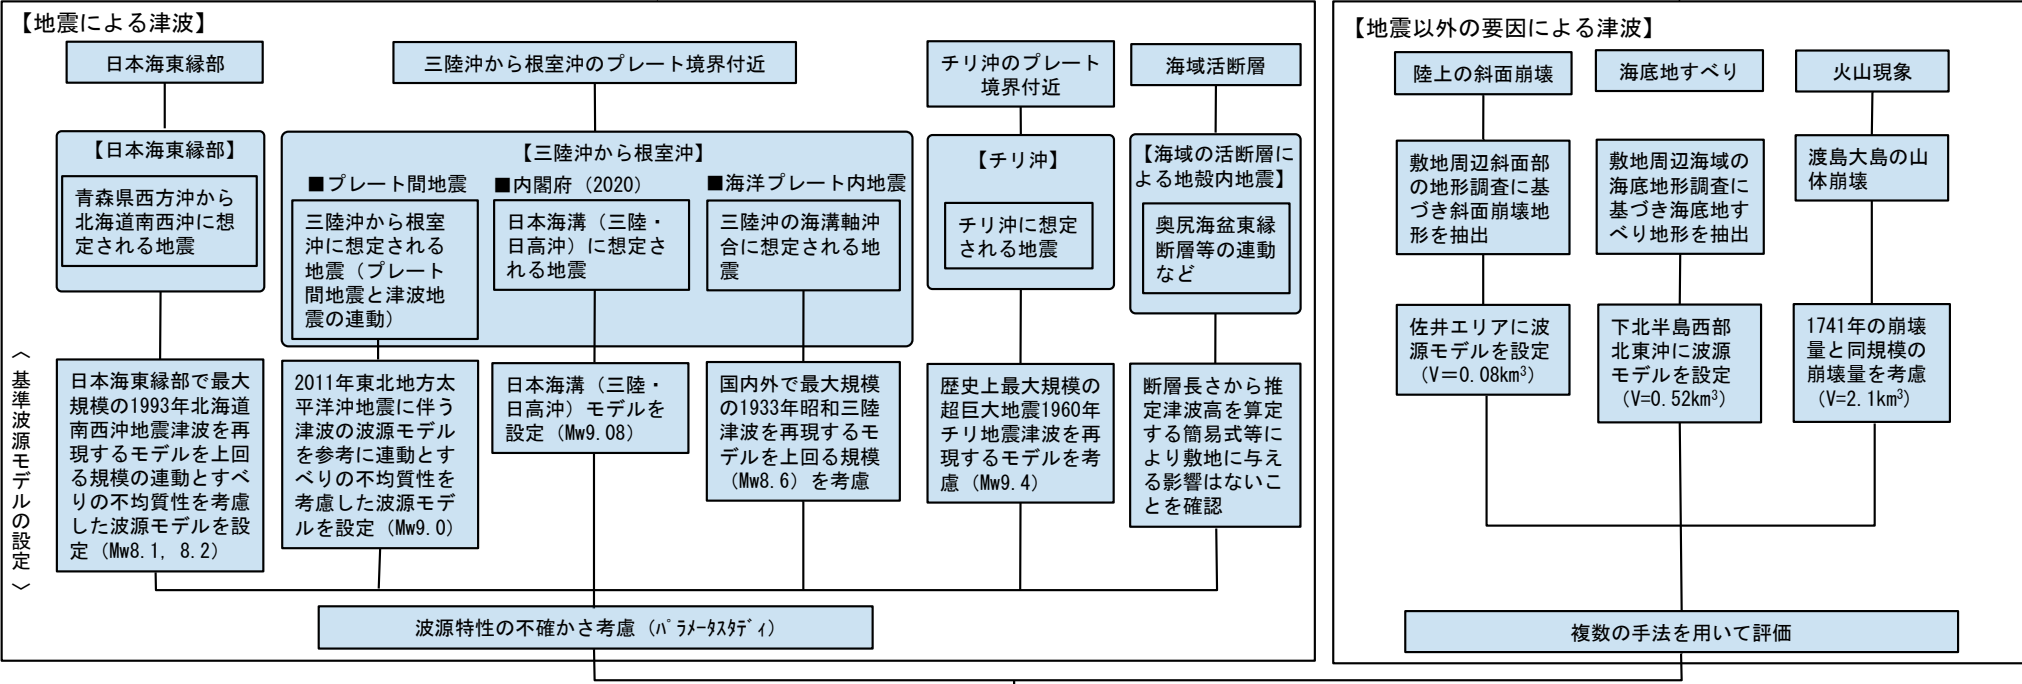 【地震による津波】
日本海東縁部
三陸沖から根室沖のプレート境界付近
チリ沖のプレート
境界付近
海域活断層
【日本海東縁部】
青森県西方沖から
北海道南西沖に想
定される地震
【三陸沖から根室沖】
■プレート間地震
三陸沖から根室
沖に想定される
地震（プレート
間地震と津波地
震の連動）
■内閣府（2020）
日本海溝（三陸・
日高沖）に想定さ
れる地震
■海洋プレート内地震
三陸沖の海溝軸沖
合に想定される地
震
【チリ沖】
チリ沖に想定
される地震
【海域の活断層に
よる地殻内地震】
奥尻海盆東縁
断層等の連動
など
〈基準波源モデルの設定〉
日本海東縁部で最大
規模の1993年北海道
南西沖地震津波を再
現するモデルを上回
る規模の連動とすべ
りの不均質性を考慮
した波源モデルを設
定（Mw8.1, 8.2）
2011年東北地方太
平洋沖地震に伴う
津波の波源モデル
を参考に連動とす
べりの不均質性を
考慮した波源モデ
ルを設定（Mw9.0）
日本海溝（三陸・
日高沖）モデルを
設定（Mw9.08）
国内外で最大規模
の1933年昭和三陸
津波を再現するモ
デルを上回る規模
（Mw8.6）を考慮
歴史上最大規模の
超巨大地震1960年
チリ地震津波を再
現するモデルを考
慮（Mw9.4）
断層長さから推
定津波高を算定
する簡易式等に
より敷地に与え
る影響はないこ
とを確認
波源特性の不確かさ考慮（ﾊﾟﾗﾒｰﾀｽﾀﾃﾞｨ）
【地震以外の要因による津波】
陸上の斜面崩壊
海底地すべり
火山現象
敷地周辺斜面部
の地形調査に基
づき斜面崩壊地
形を抽出
敷地周辺海域の
海底地形調査に
基づき海底地す
べり地形を抽出
渡島大島の山
体崩壊
佐井エリアに波
源モデルを設定
（V＝0.08km³）
下北半島西部
北東沖に波源
モデルを設定
（V=0.52km³）
1741年の崩壊
量と同規模の
崩壊量を考慮
（V=2.1km³）
複数の手法を用いて評価